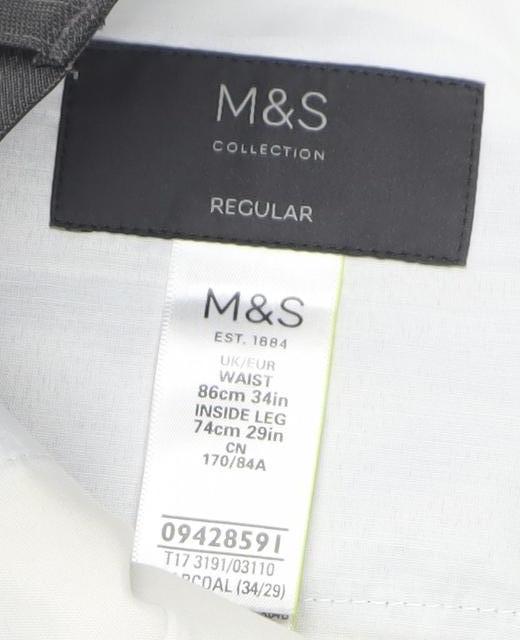 M&S
COLLECTION
REGULAR
M&S
EST. 1884
UK/EUR
WAIST
86cm 34in
INSIDE LEG
74cm 29in
CN
170/84A
09428591
T17 3191/03110
(34/29)